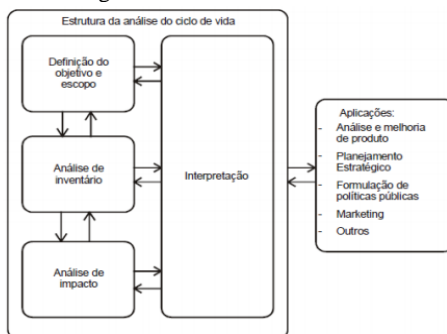 Estrutura da análise do ciclo de vida
Definição do
objetivo e
escopo
Análise de
inventário
Análise de
impacto
Interpretação
Aplicações:
- Análise e melhoria
de produto
- Planejamento
Estratégico
- Formulação de
políticas públicas
- Marketing
- Outros